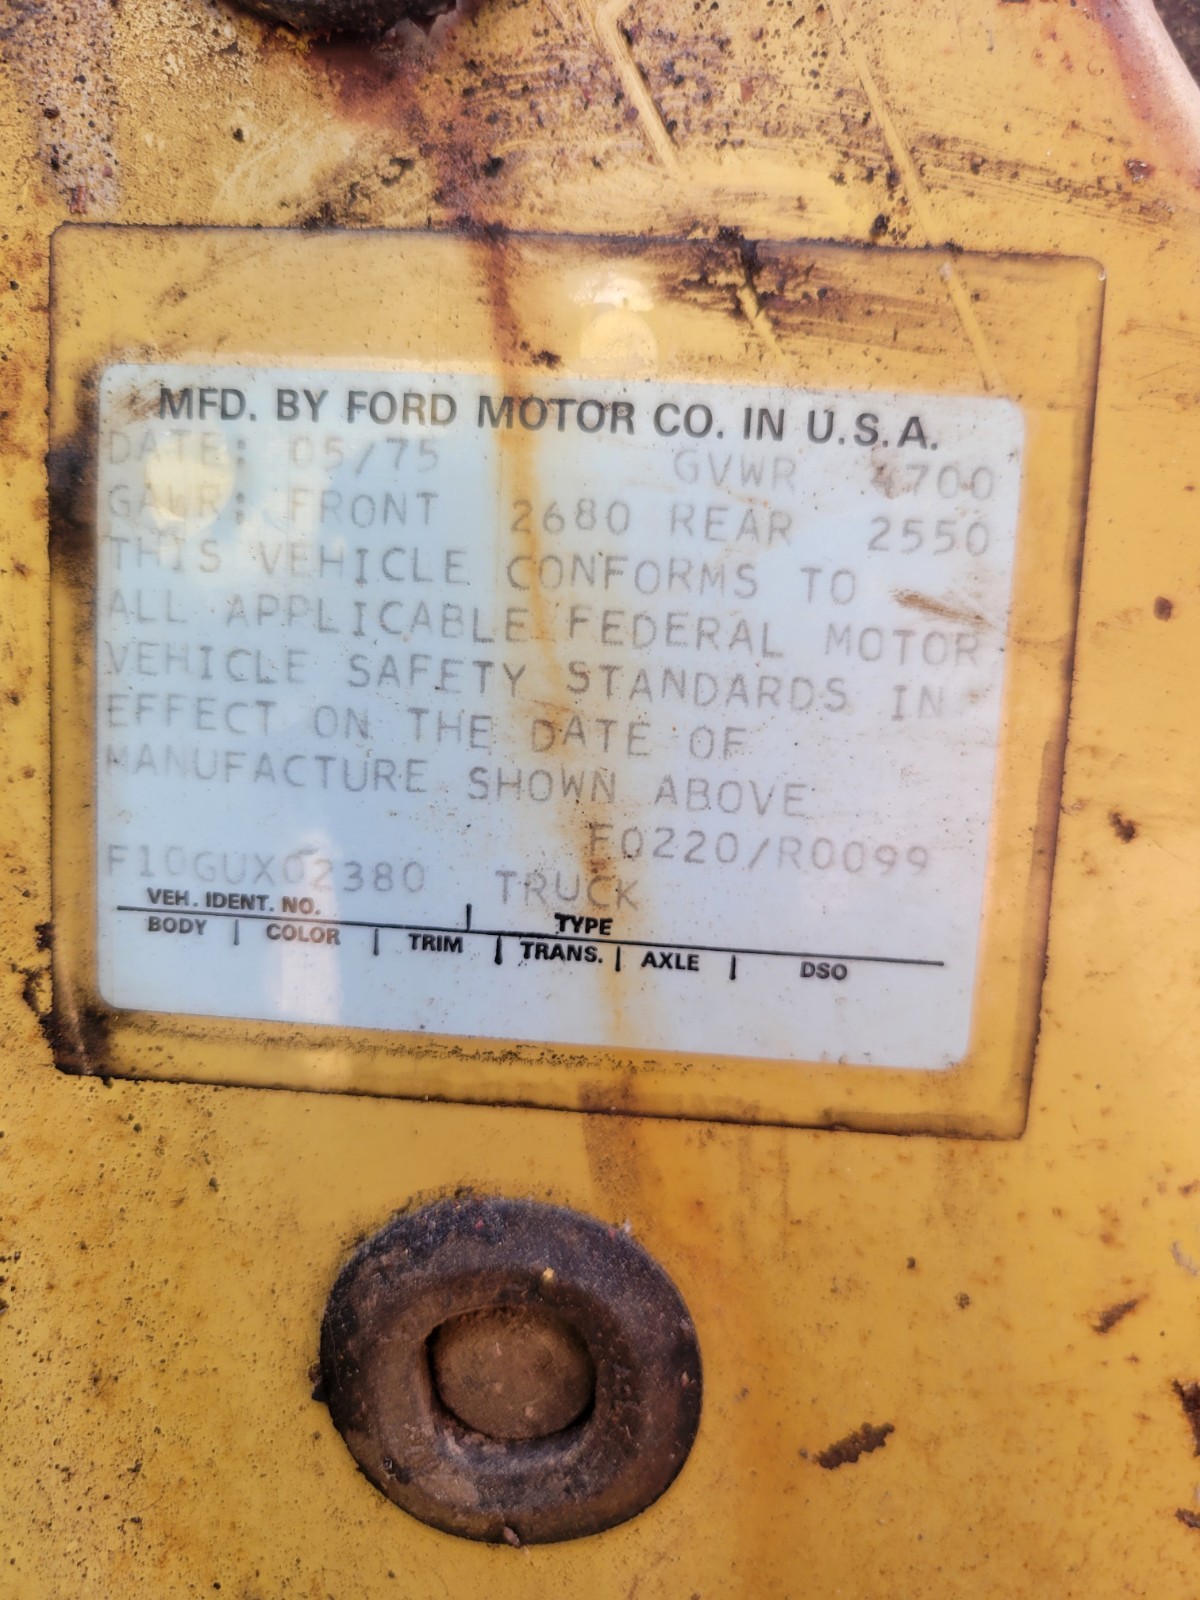 MFD. BY FORD MOTOR CO. IN U.S.A.
DATE: 05/75 GVWR 4700
GAWR: FRONT 2680 REAR 2550
THIS VEHICLE CONFORMS TO
ALL APPLICABLE FEDERAL MOTOR
VEHICLE SAFETY STANDARDS IN
EFFECT ON THE DATE OF
MANUFACTURE SHOWN ABOVE
F0220/R0099
F10GUX02380 TRUCK
VEH. IDENT. NO. TYPE
BODY COLOR TRIM TRANS. AXLE DSO